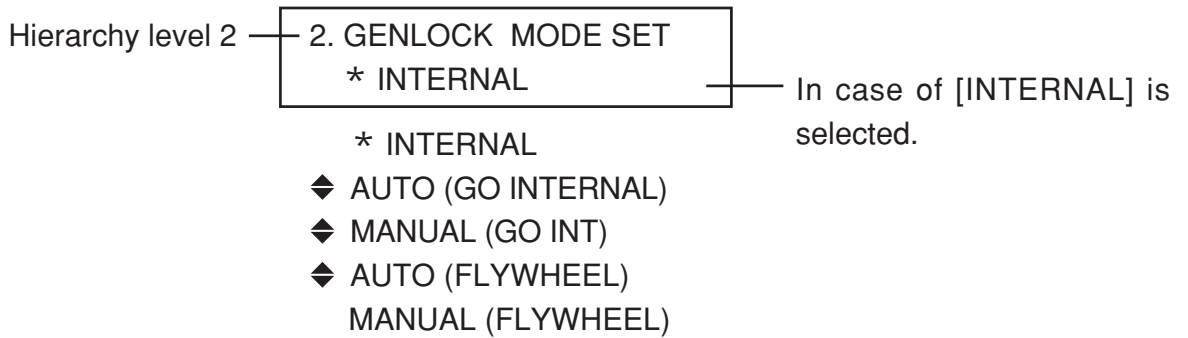 Hierarchy level 2
2. GENLOCK MODE SET
* INTERNAL
In case of [INTERNAL] is
selected.
* INTERNAL
AUTO (GO INTERNAL)
MANUAL (GO INT)
AUTO (FLYWHEEL)
MANUAL (FLYWHEEL)